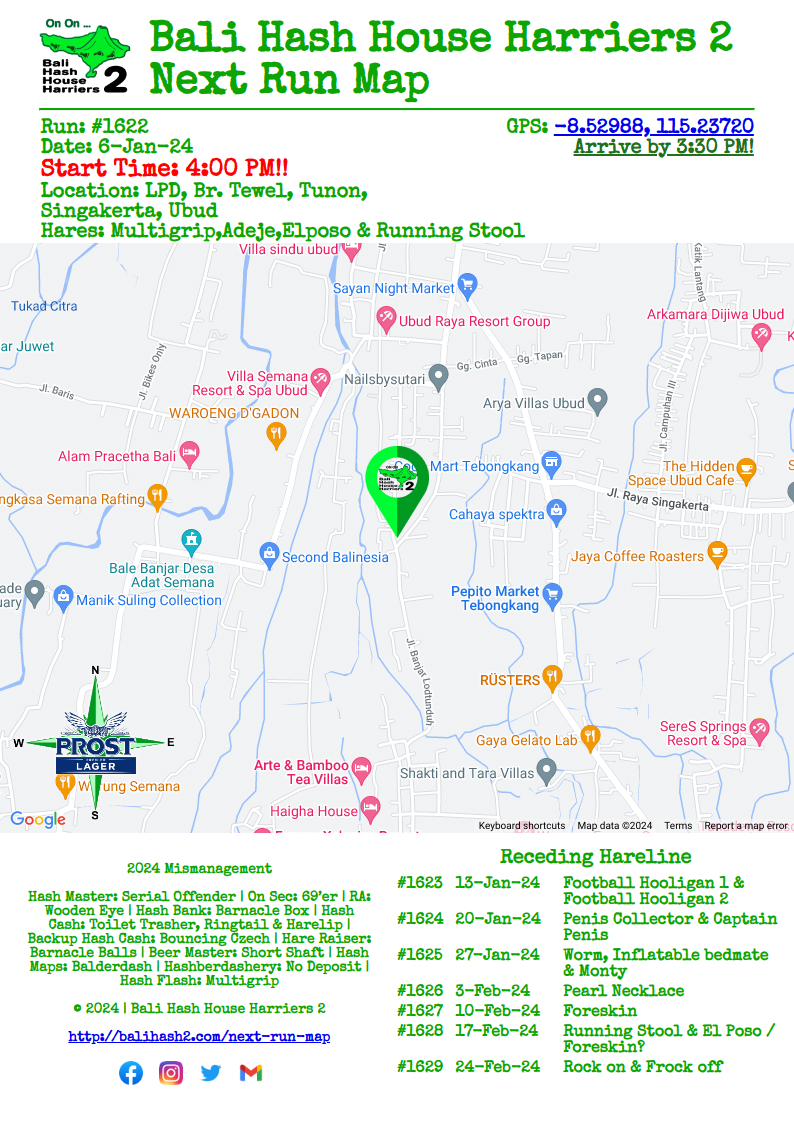 On On ...
Bali
Hash
House
Harriers 2
Bali Hash House Harriers 2
Next Run Map
Run: #1622
GPS: -8.52988, 115.23720
Date: 6-Jan-24
Arrive by 3:30 PM!
Start Time: 4:00 PM!!
Location: LPD, Br. Tewel, Tunon,
Singakerta, Ubud
Hares: Multigrip,Adeje,Elposo & Running Stool
Villa sindu ubud
Sayan Night Market
Tukad Citra
Ubud Raya Resort Group
Arkamara Dijiwa Ubud
ar Juwet
Jl. Bikes Only
Gg. Cinta
Gg. Tapan
Villa Semana
Resort & Spa Ubud
Nailsbysutari
Jl. Baris
WAROENG D'GADON
Arya Villas Ubud
Jl. Campuhan III
Alam Pracetha Bali
Mart Tebongkang
The Hidden
Space Ubud Cafe
ngkasa Semana Rafting
Jl. Raya Singakerta
Cahaya spektra
Second Balinesia
Jaya Coffee Roasters
Bale Banjar Desa
Adat Semana
Manik Suling Collection
Pepito Market
Tebongkang
Jl. Banjar Lodtunduh
RÜSTERS
N
W
E
S
PROST
LAGER
SereS Springs
Resort & Spa
Gaya Gelato Lab
Arte & Bamboo
Tea Villas
Shakti and Tara Villas
Haigha House
Google
Keyboard shortcuts
Map data ©2024
Terms
Report a map error
2024 Mismanagement
Hash Master: Serial Offender | On Sec: 69'er | RA:
Wooden Eye | Hash Bank: Barnacle Box | Hash
Cash: Toilet Trasher, Ringtail & Harelip |
Backup Hash Cash: Bouncing Czech | Hare Raiser:
Barnacle Balls | Beer Master: Short Shaft | Hash
Maps: Balderdash | Hashberdashery: No Deposit |
Hash Flash: Multigrip
© 2024 | Bali Hash House Harriers 2
http://balihash2.com/next-run-map
Receding Hareline
#1623 13-Jan-24 Football Hooligan 1 &
Football Hooligan 2
#1624 20-Jan-24 Penis Collector & Captain
Penis
#1625 27-Jan-24 Worm, Inflatable bedmate
& Monty
#1626 3-Feb-24 Pearl Necklace
#1627 10-Feb-24 Foreskin
#1628 17-Feb-24 Running Stool & El Poso /
Foreskin?
#1629 24-Feb-24 Rock on & Frock off